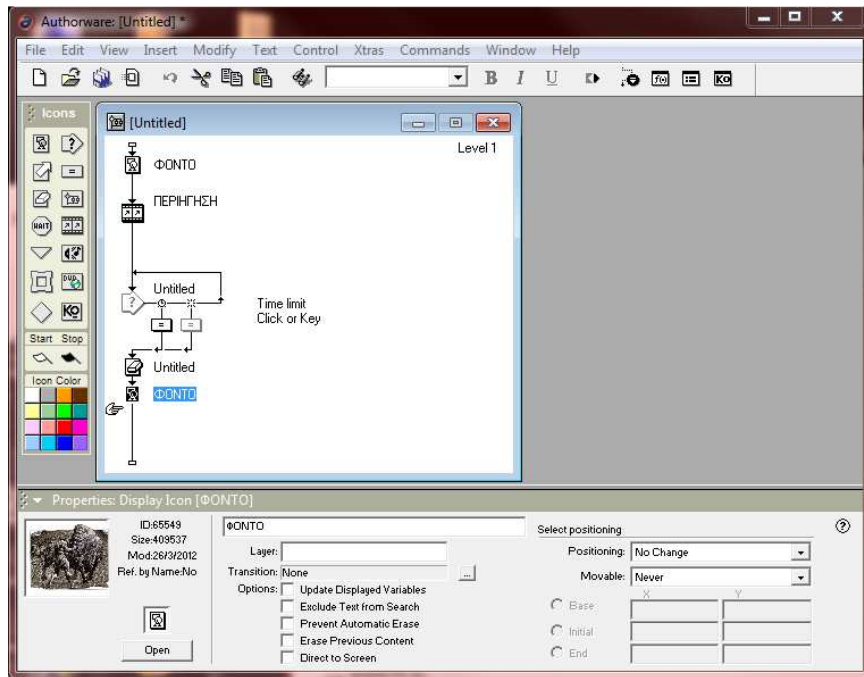 Authorware: [Untitled] *
File Edit View Insert Modify Text Control Xtras Commands Window Help
B I U
Icons
[Untitled]
Level 1
ΦΟΝΤΟ
ΠΕΡΙΗΓΗΣΗ
WAIT
Untitled
Time limit
Click or Key
Start Stop
Untitled
Icon Color
ΦΟΝΤΟ
Properties: Display Icon [ΦΟΝΤΟ]
ID:65549
Size:409537
Mod:26/3/2012
Ref. by Name:No
Open
ΦΟΝΤΟ
Layer:
Transition: None ...
Options: Update Displayed Variables
Exclude Text from Search
Prevent Automatic Erase
Erase Previous Content
Direct to Screen
Select positioning
Positioning: No Change
Movable: Never
X Y
Base
Initial
End